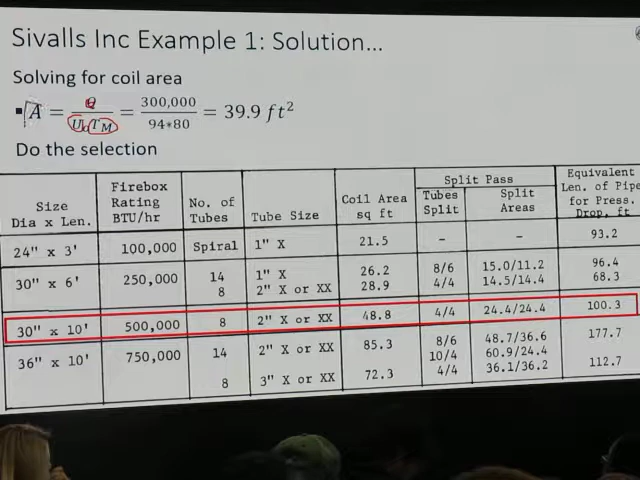 Sivalls Inc Example 1: Solution...
Solving for coil area
▪ A = Q / U₀T_M = 300,000 / 94*80 = 39.9 ft²
Do the selection
Size Dia x Len. | Firebox Rating BTU/hr | No. of Tubes | Tube Size | Coil Area sq ft | Split Pass Tubes Split | Split Areas | Equivalent Len. of Pipe for Press. Drop, ft
24" x 3' 100,000 Spiral 1" X 21.5 - - 93.2
30" x 6' 250,000 14 1" X 26.2 8/6 15.0/11.2 96.4
8 2" X or XX 28.9 4/4 14.5/14.4 68.3
30" x 10' 500,000 8 2" X or XX 48.8 4/4 24.4/24.4 100.3
36" x 10' 750,000 14 2" X or XX 85.3 8/6 48.7/36.6 177.7
10/4 60.9/24.4
8 3" X or XX 72.3 4/4 36.1/36.2 112.7